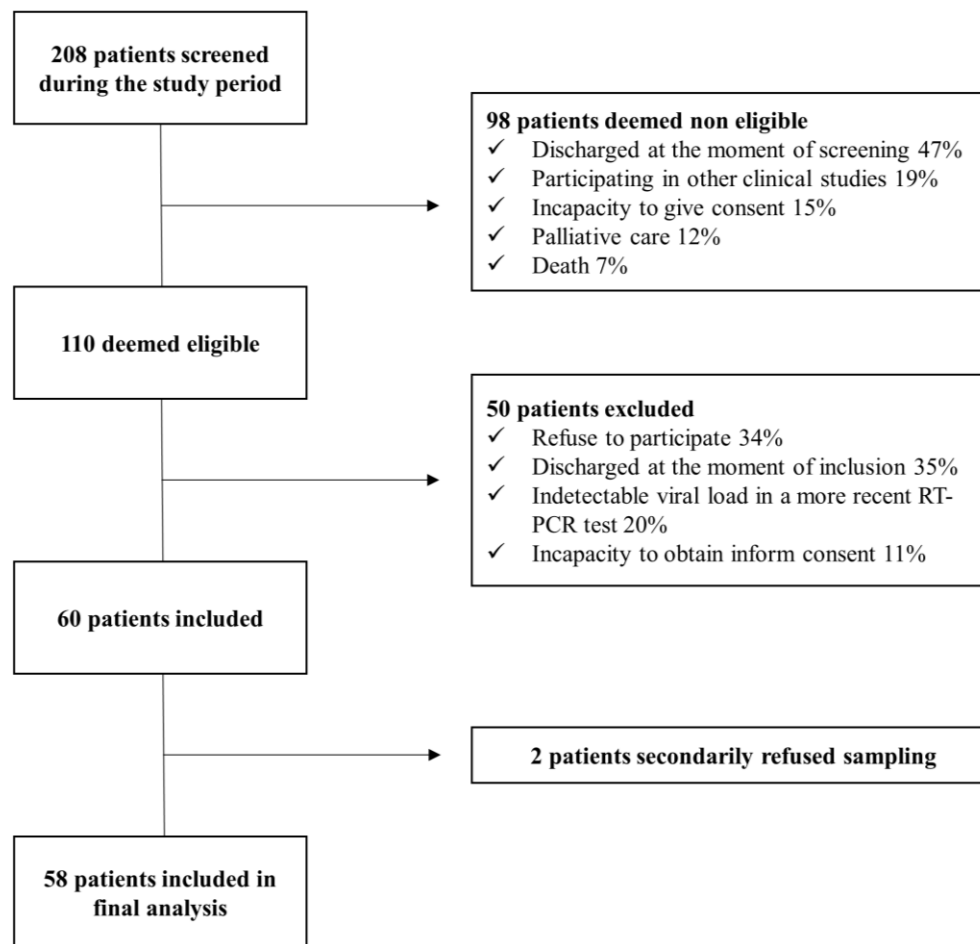 208 patients screened
during the study period
98 patients deemed non eligible
✓ Discharged at the moment of screening 47%
✓ Participating in other clinical studies 19%
✓ Incapacity to give consent 15%
✓ Palliative care 12%
✓ Death 7%
110 deemed eligible
50 patients excluded
✓ Refuse to participate 34%
✓ Discharged at the moment of inclusion 35%
✓ Indetectable viral load in a more recent RT-
PCR test 20%
✓ Incapacity to obtain inform consent 11%
60 patients included
2 patients secondarily refused sampling
58 patients included in
final analysis